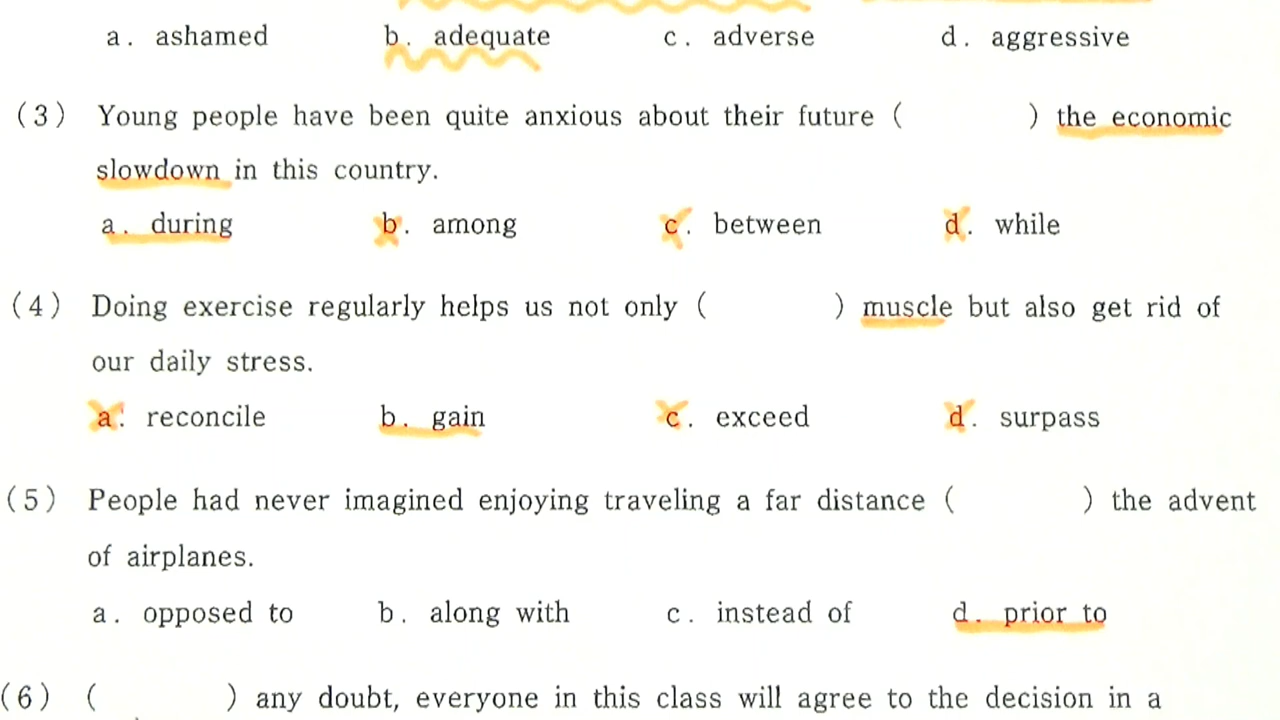 a. ashamed b. adequate c. adverse d. aggressive
(3) Young people have been quite anxious about their future ( ) the economic
slowdown in this country.
a. during b. among c. between d. while
(4) Doing exercise regularly helps us not only ( ) muscle but also get rid of
our daily stress.
a. reconcile b. gain c. exceed d. surpass
(5) People had never imagined enjoying traveling a far distance ( ) the advent
of airplanes.
a. opposed to b. along with c. instead of d. prior to
(6) ( ) any doubt, everyone in this class will agree to the decision in a